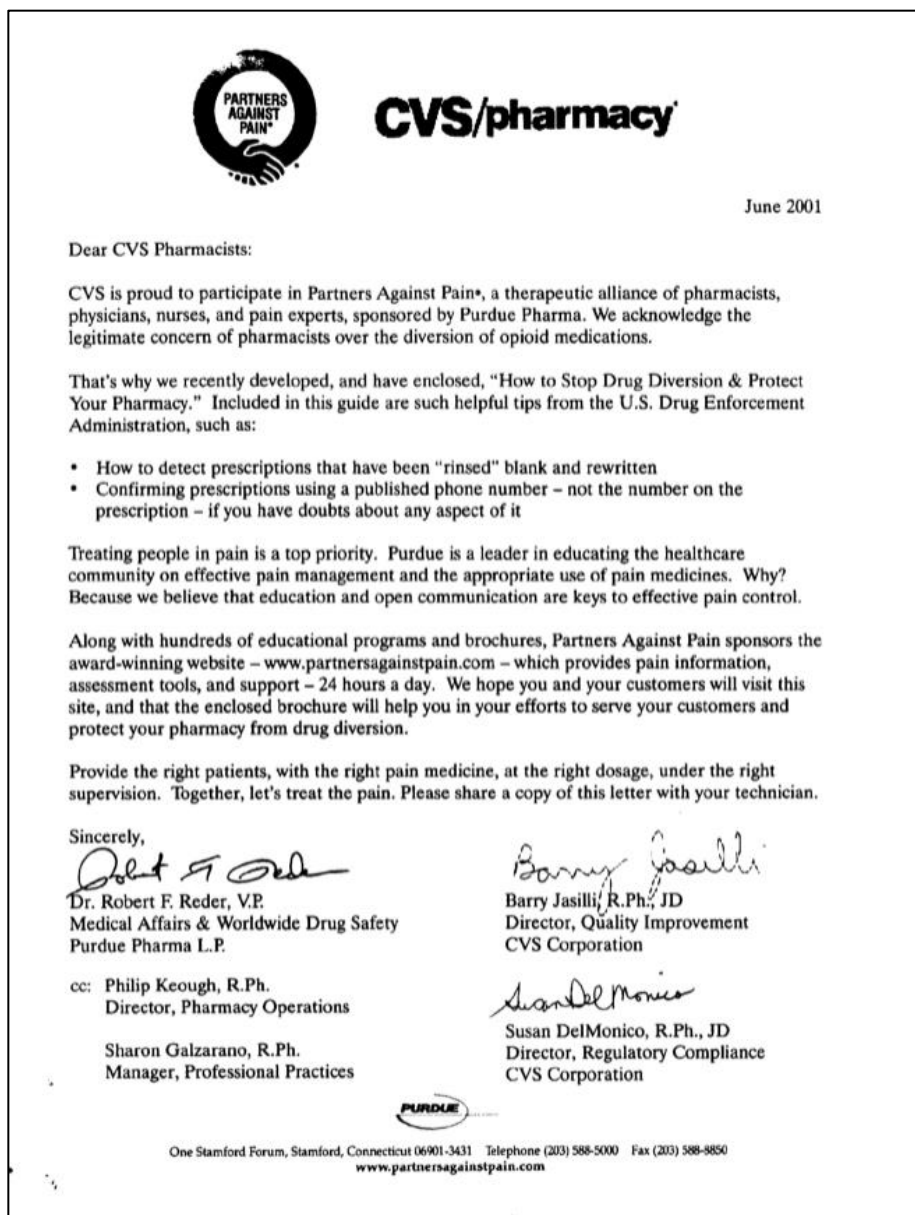 PARTNERS
AGAINST
PAIN®
CVS/pharmacy
June 2001
Dear CVS Pharmacists:
CVS is proud to participate in Partners Against Pain®, a therapeutic alliance of pharmacists,
physicians, nurses, and pain experts, sponsored by Purdue Pharma. We acknowledge the
legitimate concern of pharmacists over the diversion of opioid medications.
That's why we recently developed, and have enclosed, “How to Stop Drug Diversion & Protect
Your Pharmacy.” Included in this guide are such helpful tips from the U.S. Drug Enforcement
Administration, such as:
• How to detect prescriptions that have been “rinsed” blank and rewritten
• Confirming prescriptions using a published phone number – not the number on the
prescription – if you have doubts about any aspect of it
Treating people in pain is a top priority. Purdue is a leader in educating the healthcare
community on effective pain management and the appropriate use of pain medicines. Why?
Because we believe that education and open communication are keys to effective pain control.
Along with hundreds of educational programs and brochures, Partners Against Pain sponsors the
award-winning website – www.partnersagainstpain.com – which provides pain information,
assessment tools, and support – 24 hours a day. We hope you and your customers will visit this
site, and that the enclosed brochure will help you in your efforts to serve your customers and
protect your pharmacy from drug diversion.
Provide the right patients, with the right pain medicine, at the right dosage, under the right
supervision. Together, let's treat the pain. Please share a copy of this letter with your technician.
Sincerely,
Robert F Reder
Dr. Robert F. Reder, V.P.
Medical Affairs & Worldwide Drug Safety
Purdue Pharma L.P.
cc: Philip Keough, R.Ph.
Director, Pharmacy Operations
Sharon Galzarano, R.Ph.
Manager, Professional Practices
Barry Jasilli
Barry Jasilli, R.Ph., JD
Director, Quality Improvement
CVS Corporation
Susan DelMonico
Susan DelMonico, R.Ph., JD
Director, Regulatory Compliance
CVS Corporation
PURDUE
One Stamford Forum, Stamford, Connecticut 06901-3431 Telephone (203) 588-5000 Fax (203) 588-8850
www.partnersagainstpain.com